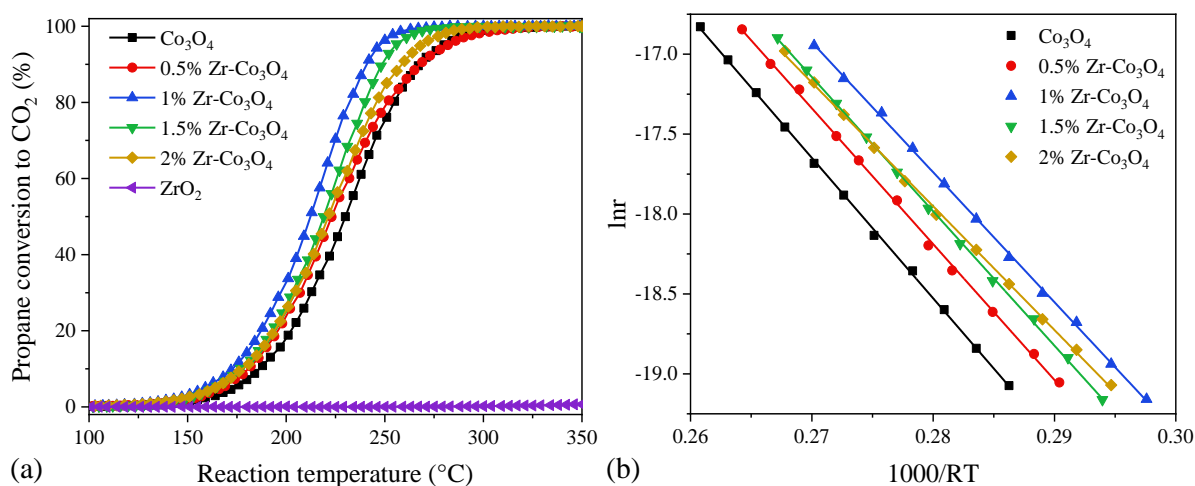 100
80
60
40
20
0
Propane conversion to CO₂ (%)
Co₃O₄
0.5% Zr-Co₃O₄
1% Zr-Co₃O₄
1.5% Zr-Co₃O₄
2% Zr-Co₃O₄
ZrO₂
100 150 200 250 300 350
Reaction temperature (°C)
(a)
-17.0
-17.5
-18.0
-18.5
-19.0
lnr
Co₃O₄
0.5% Zr-Co₃O₄
1% Zr-Co₃O₄
1.5% Zr-Co₃O₄
2% Zr-Co₃O₄
0.26 0.27 0.28 0.29 0.30
1000/RT
(b)